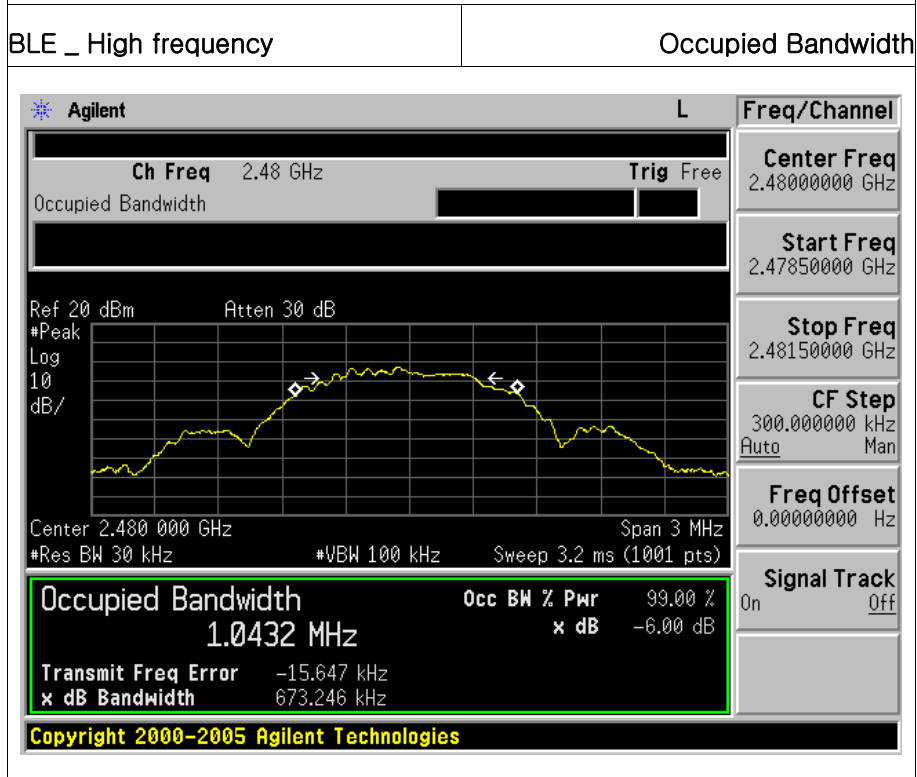 BLE _ High frequency Occupied Bandwidth
Agilent L Freq/Channel
Ch Freq 2.48 GHz Trig Free
Occupied Bandwidth
Center Freq
2.48000000 GHz
Start Freq
2.47850000 GHz
Stop Freq
2.48150000 GHz
CF Step
300.000000 kHz
Auto Man
Freq Offset
0.00000000 Hz
Signal Track
On Off
Ref 20 dBm Atten 30 dB
#Peak
Log
10
dB/
Center 2.480 000 GHz Span 3 MHz
#Res BW 30 kHz #VBW 100 kHz Sweep 3.2 ms (1001 pts)
Occupied Bandwidth Occ BW % Pwr 99.00 %
1.0432 MHz x dB -6.00 dB
Transmit Freq Error -15.647 kHz
x dB Bandwidth 673.246 kHz
Copyright 2000-2005 Agilent Technologies